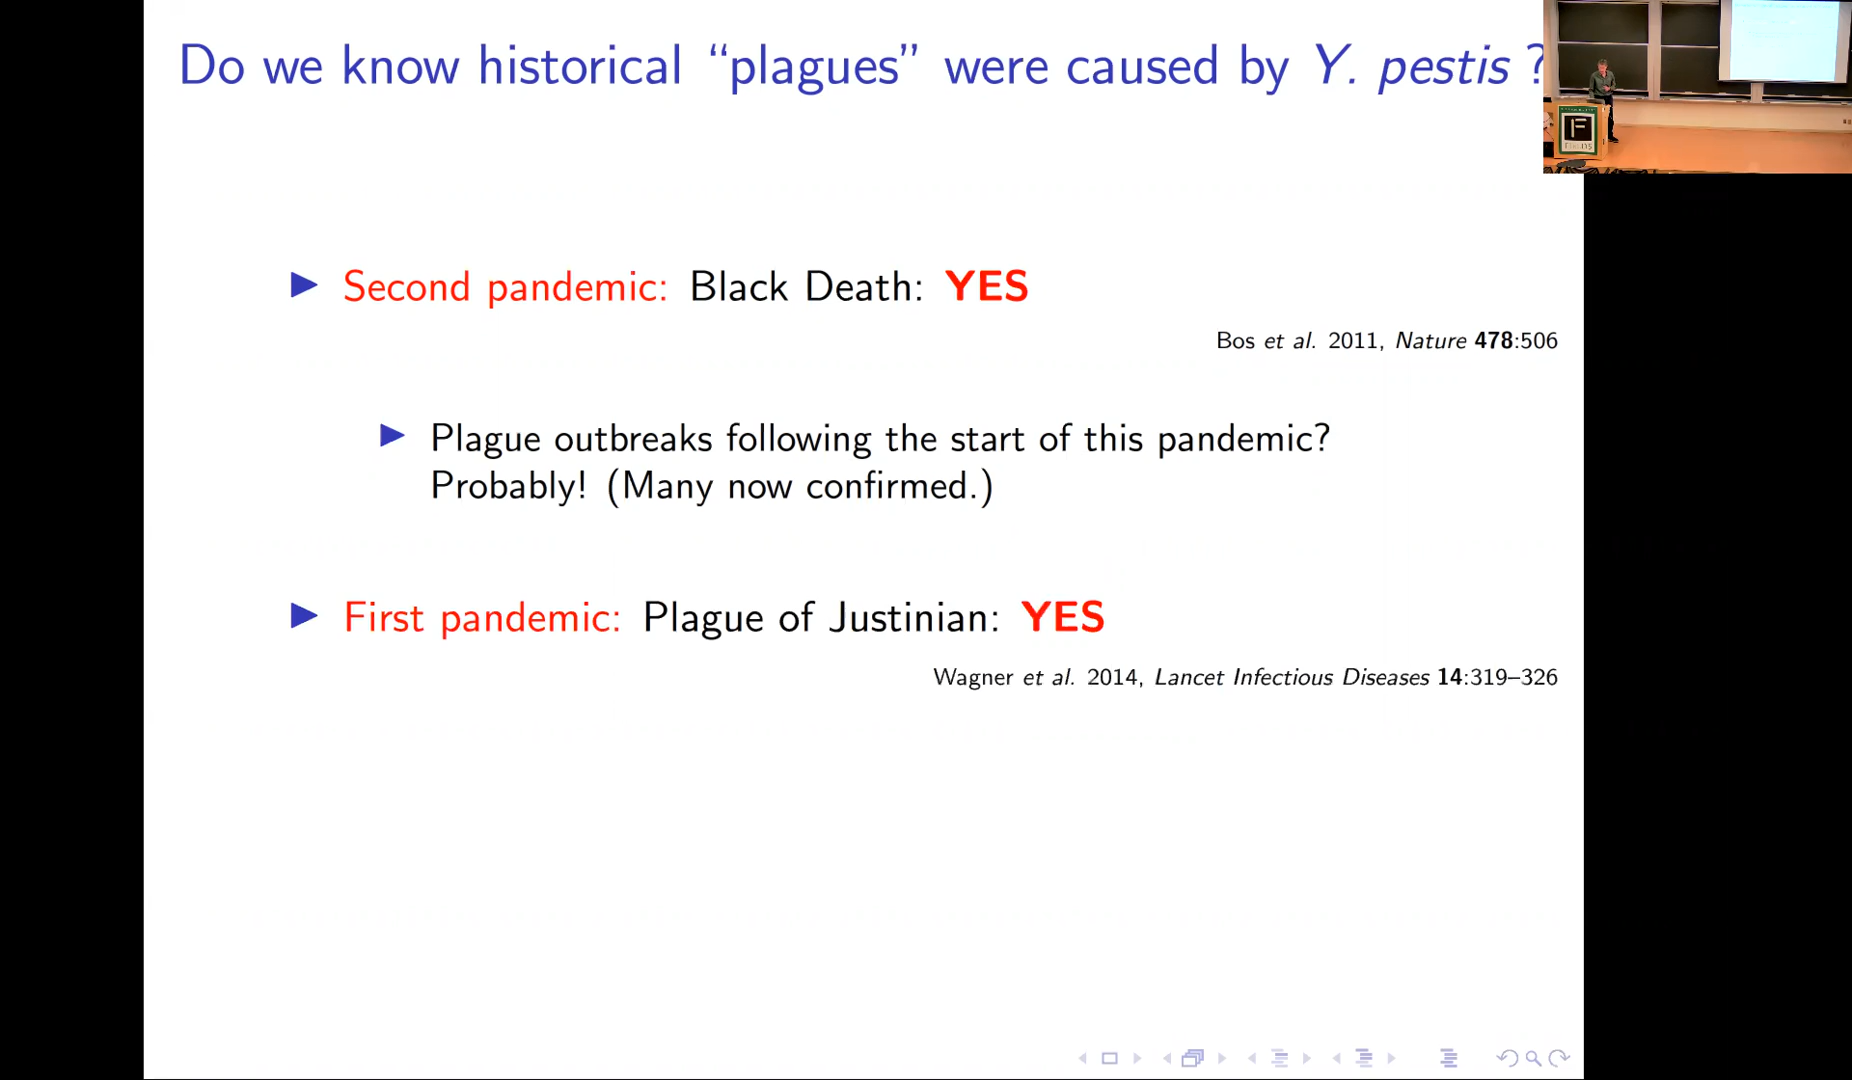 Do we know historical “plagues” were caused by Y. pestis ?
FIELDS
▶ Second pandemic: Black Death: YES
Bos et al. 2011, Nature 478:506
▶ Plague outbreaks following the start of this pandemic?
Probably! (Many now confirmed.)
▶ First pandemic: Plague of Justinian: YES
Wagner et al. 2014, Lancet Infectious Diseases 14:319–326